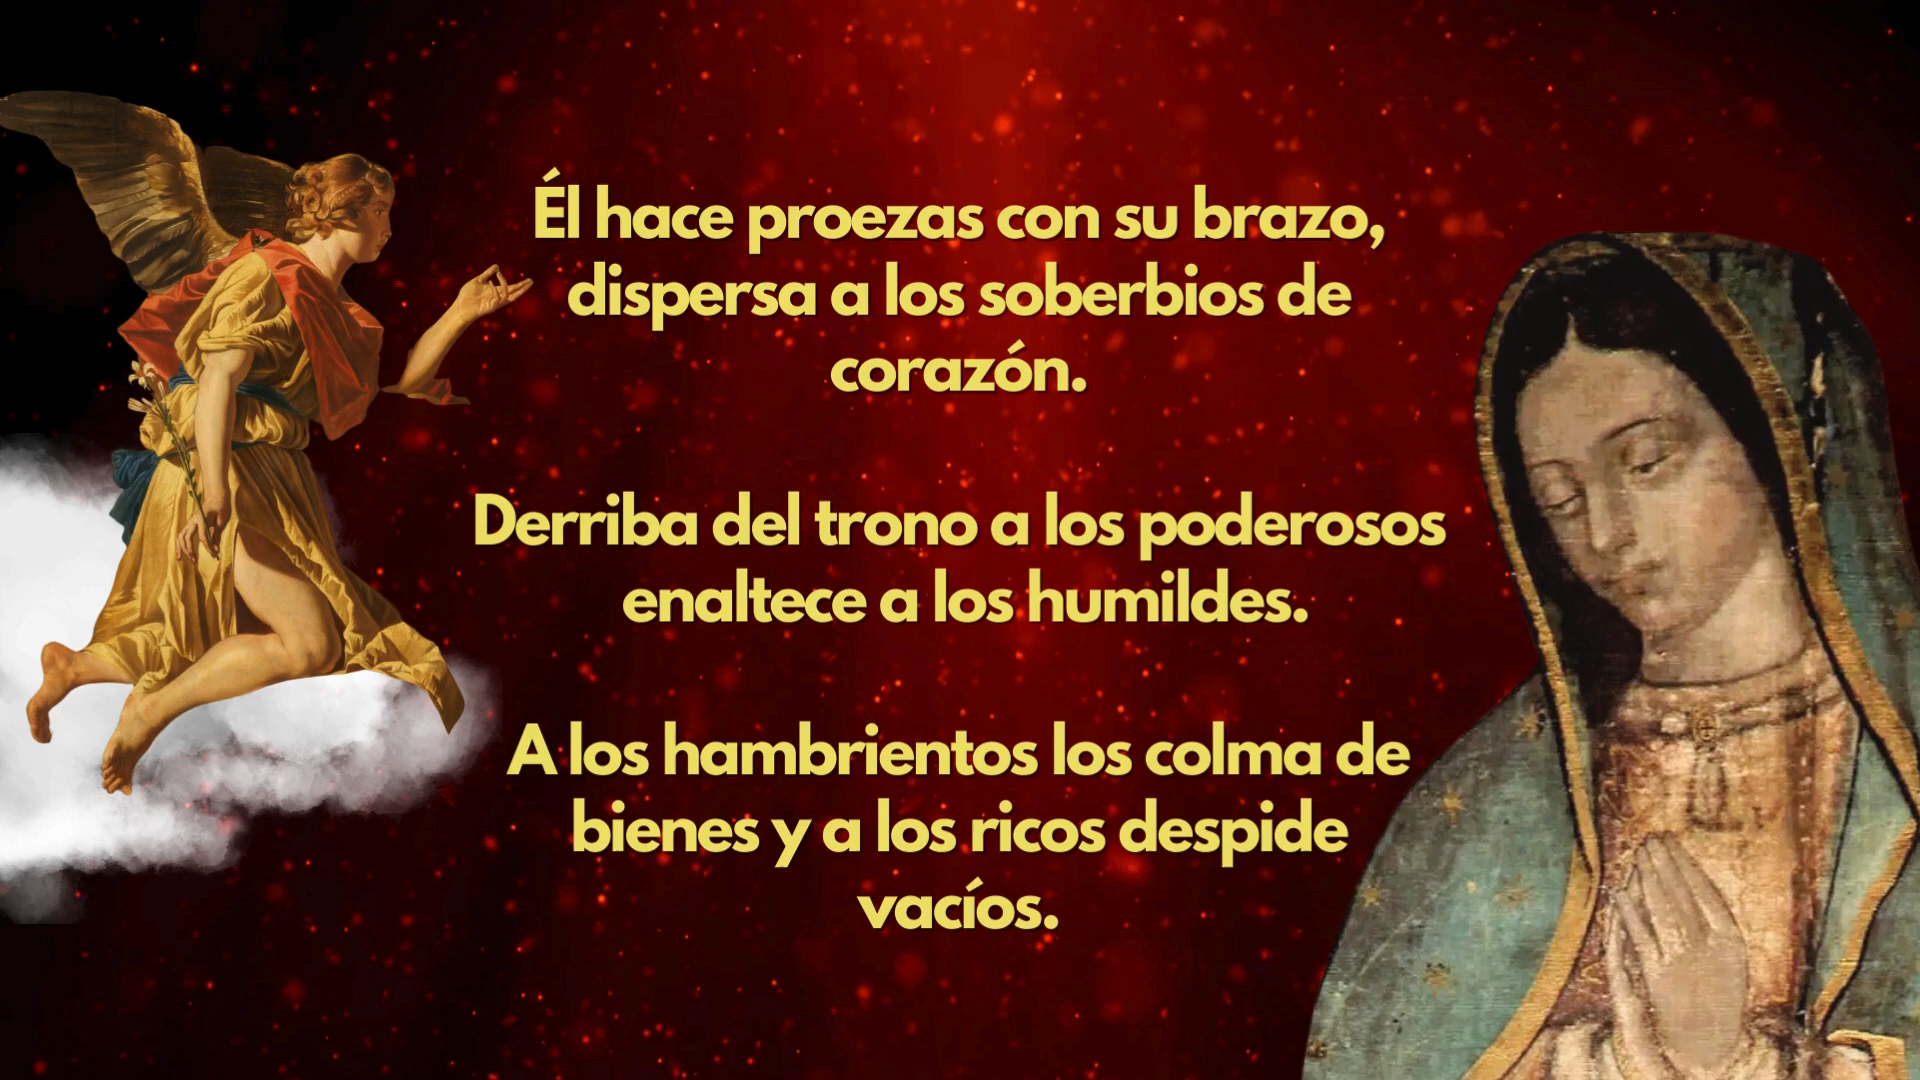 Él hace proezas con su brazo,
dispersa a los soberbios de
corazón.
Derriba del trono a los poderosos
enaltece a los humildes.
A los hambrientos los colma de
bienes y a los ricos despide
vacíos.